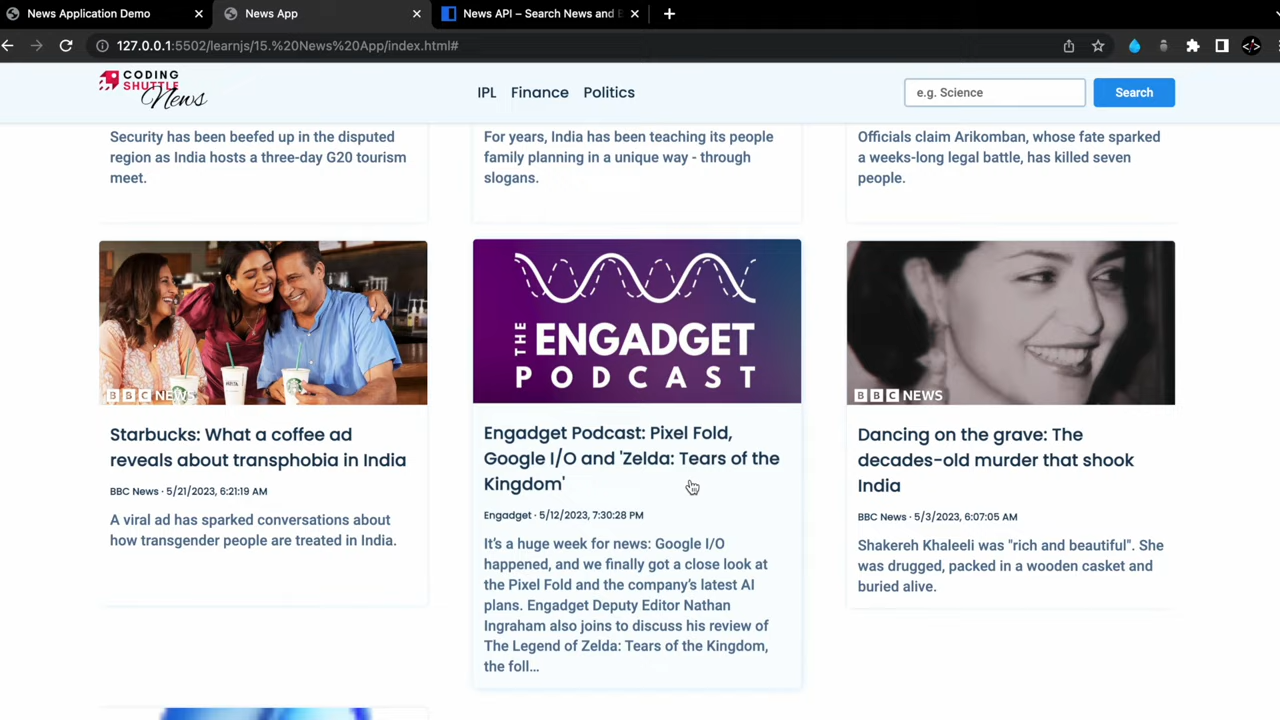 News Application Demo
News App
News API – Search News and B
127.0.0.1:5502/learnjs/15.%20News%20App/index.html#
CODING
SHUTTLE
News
IPL Finance Politics
e.g. Science
Search
Security has been beefed up in the disputed
region as India hosts a three-day G20 tourism
meet.
For years, India has been teaching its people
family planning in a unique way - through
slogans.
Officials claim Arikomban, whose fate sparked
a weeks-long legal battle, has killed seven
people.
BBC NEWS
Starbucks: What a coffee ad
reveals about transphobia in India
BBC News · 5/21/2023, 6:21:19 AM
A viral ad has sparked conversations about
how transgender people are treated in India.
THE ENGADGET
PODCAST
Engadget Podcast: Pixel Fold,
Google I/O and 'Zelda: Tears of the
Kingdom'
Engadget · 5/12/2023, 7:30:28 PM
It's a huge week for news: Google I/O
happened, and we finally got a close look at
the Pixel Fold and the company's latest AI
plans. Engadget Deputy Editor Nathan
Ingraham also joins to discuss his review of
The Legend of Zelda: Tears of the Kingdom,
the foll…
BBC NEWS
Dancing on the grave: The
decades-old murder that shook
India
BBC News · 5/3/2023, 6:07:05 AM
Shakereh Khaleeli was "rich and beautiful". She
was drugged, packed in a wooden casket and
buried alive.